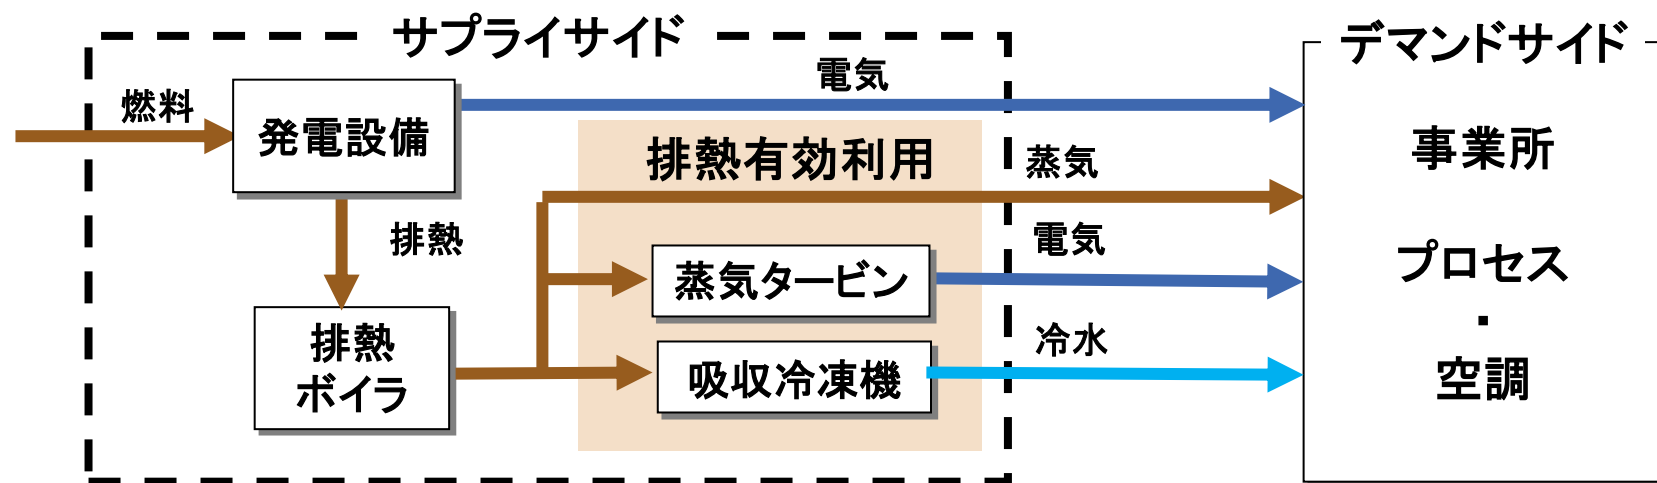 サプライサイド
デマンドサイド
電気
燃料
発電設備
排熱有効利用
事業所
蒸気
排熱
電気
プロセス
蒸気タービン
・
排熱
ボイラ
冷水
吸収冷凍機
空調